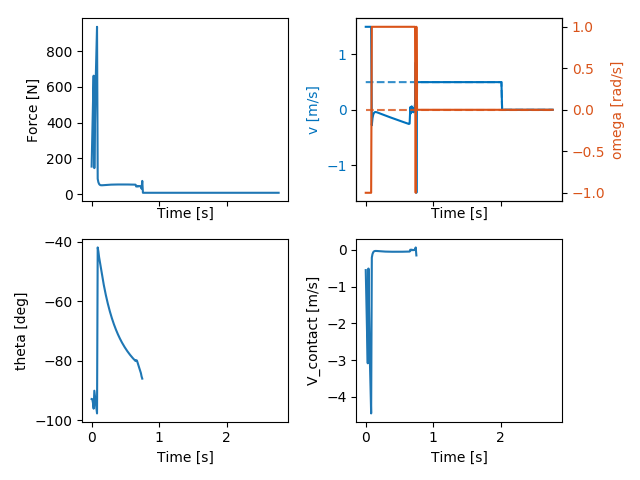 800
600
400
200
0
Force [N]
Time [s]
1
0
−1
v [m/s]
1.0
0.5
0.0
−0.5
−1.0
omega [rad/s]
Time [s]
−40
−60
−80
−100
theta [deg]
0 1 2
Time [s]
0
−1
−2
−3
−4
V_contact [m/s]
0 1 2
Time [s]